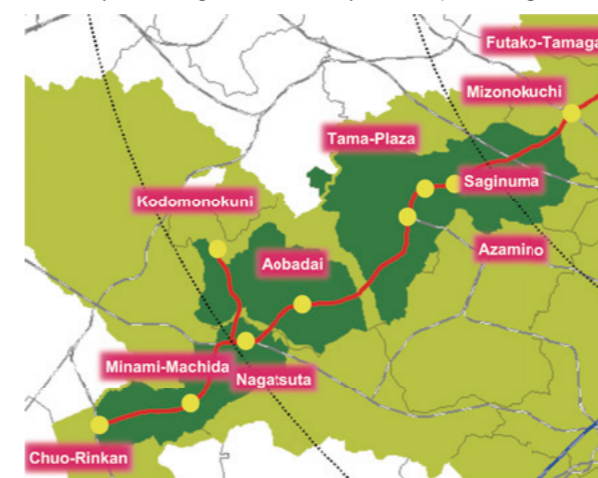 Futako-Tamaga
Mizonokuchi
Tama-Plaza
Saginuma
Kodomonokuni
Azamino
Aobadai
Minami-Machida
Nagatsuta
Chuo-Rinkan